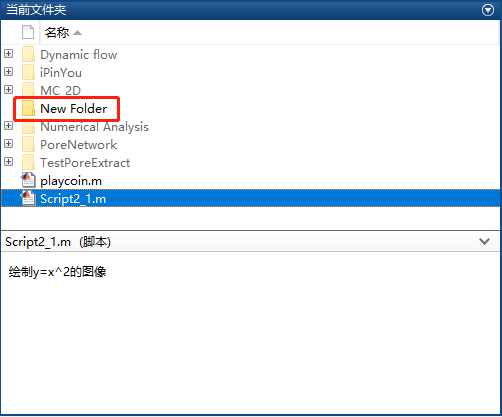 当前文件夹
名称
Dynamic flow
iPinYou
MC 2D
New Folder
Numerical Analysis
PoreNetwork
TestPoreExtract
playcoin.m
Script2_1.m
Script2_1.m (脚本)
绘制y=x^2的图像